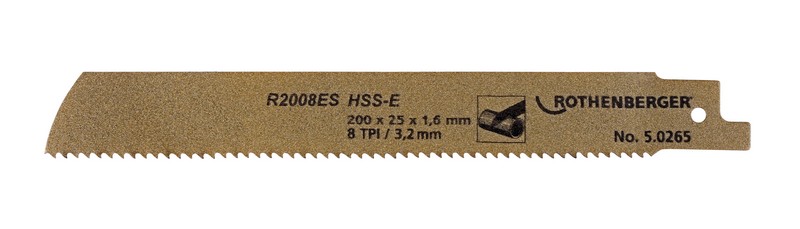 R2008ES HSS-E
200 x 25 x 1,6 mm
8 TPI / 3,2 mm
ROTHENBERGER
No. 5.0265